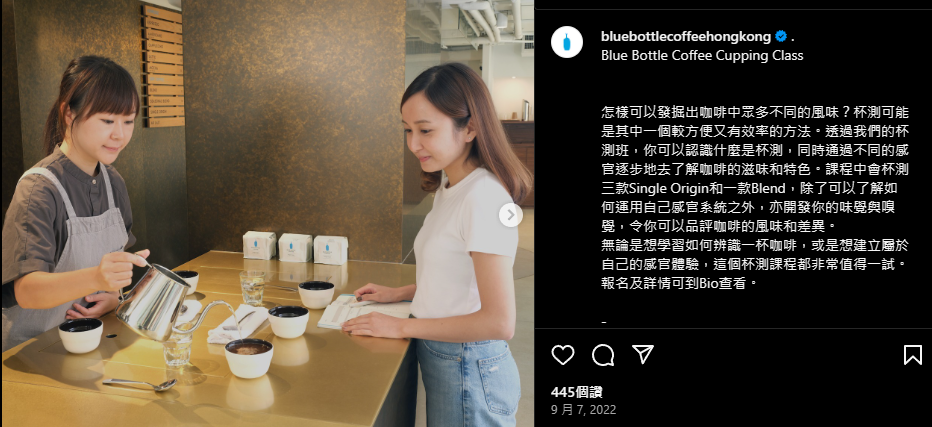 bluebottlecoffeehongkong .
Blue Bottle Coffee Cupping Class
怎樣可以發掘出咖啡中眾多不同的風味？杯測可能
是其中一個較方便又有效率的方法。透過我們的杯
測班，你可以認識什麼是杯測，同時通過不同的感
官逐步地去了解咖啡的滋味和特色。課程中會杯測
三款Single Origin和一款Blend，除了可以了解如
何運用自己感官系統之外，亦開發你的味覺與嗅
覺，令你可以品評咖啡的風味和差異。
無論是想學習如何辨識一杯咖啡，或是想建立屬於
自己的感官體驗，這個杯測課程都非常值得一試。
報名及詳情可到Bio查看。
-
445個讚
9 月 7, 2022